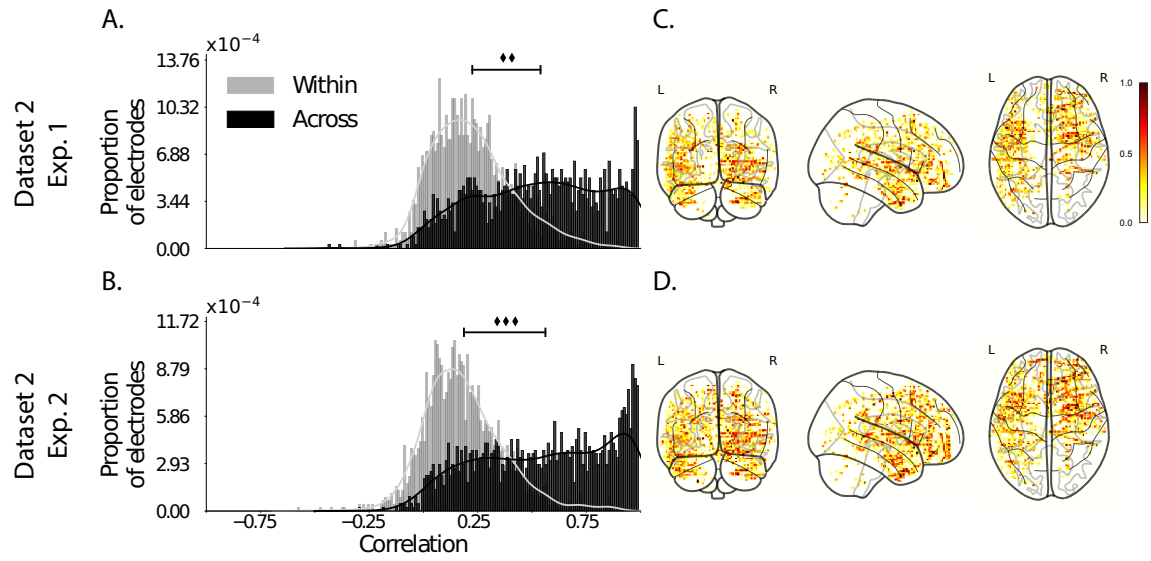 A.
C.
Dataset 2
Exp. 1
Proportion
of electrodes
x10⁻⁴
13.76
10.32
6.88
3.44
0.00
Within
Across
♦♦
L
R
L
R
1.0
0.5
0.0
B.
D.
Dataset 2
Exp. 2
Proportion
of electrodes
x10⁻⁴
11.72
8.79
5.86
2.93
0.00
♦♦♦
−0.75
−0.25
0.25
0.75
Correlation
L
R
L
R